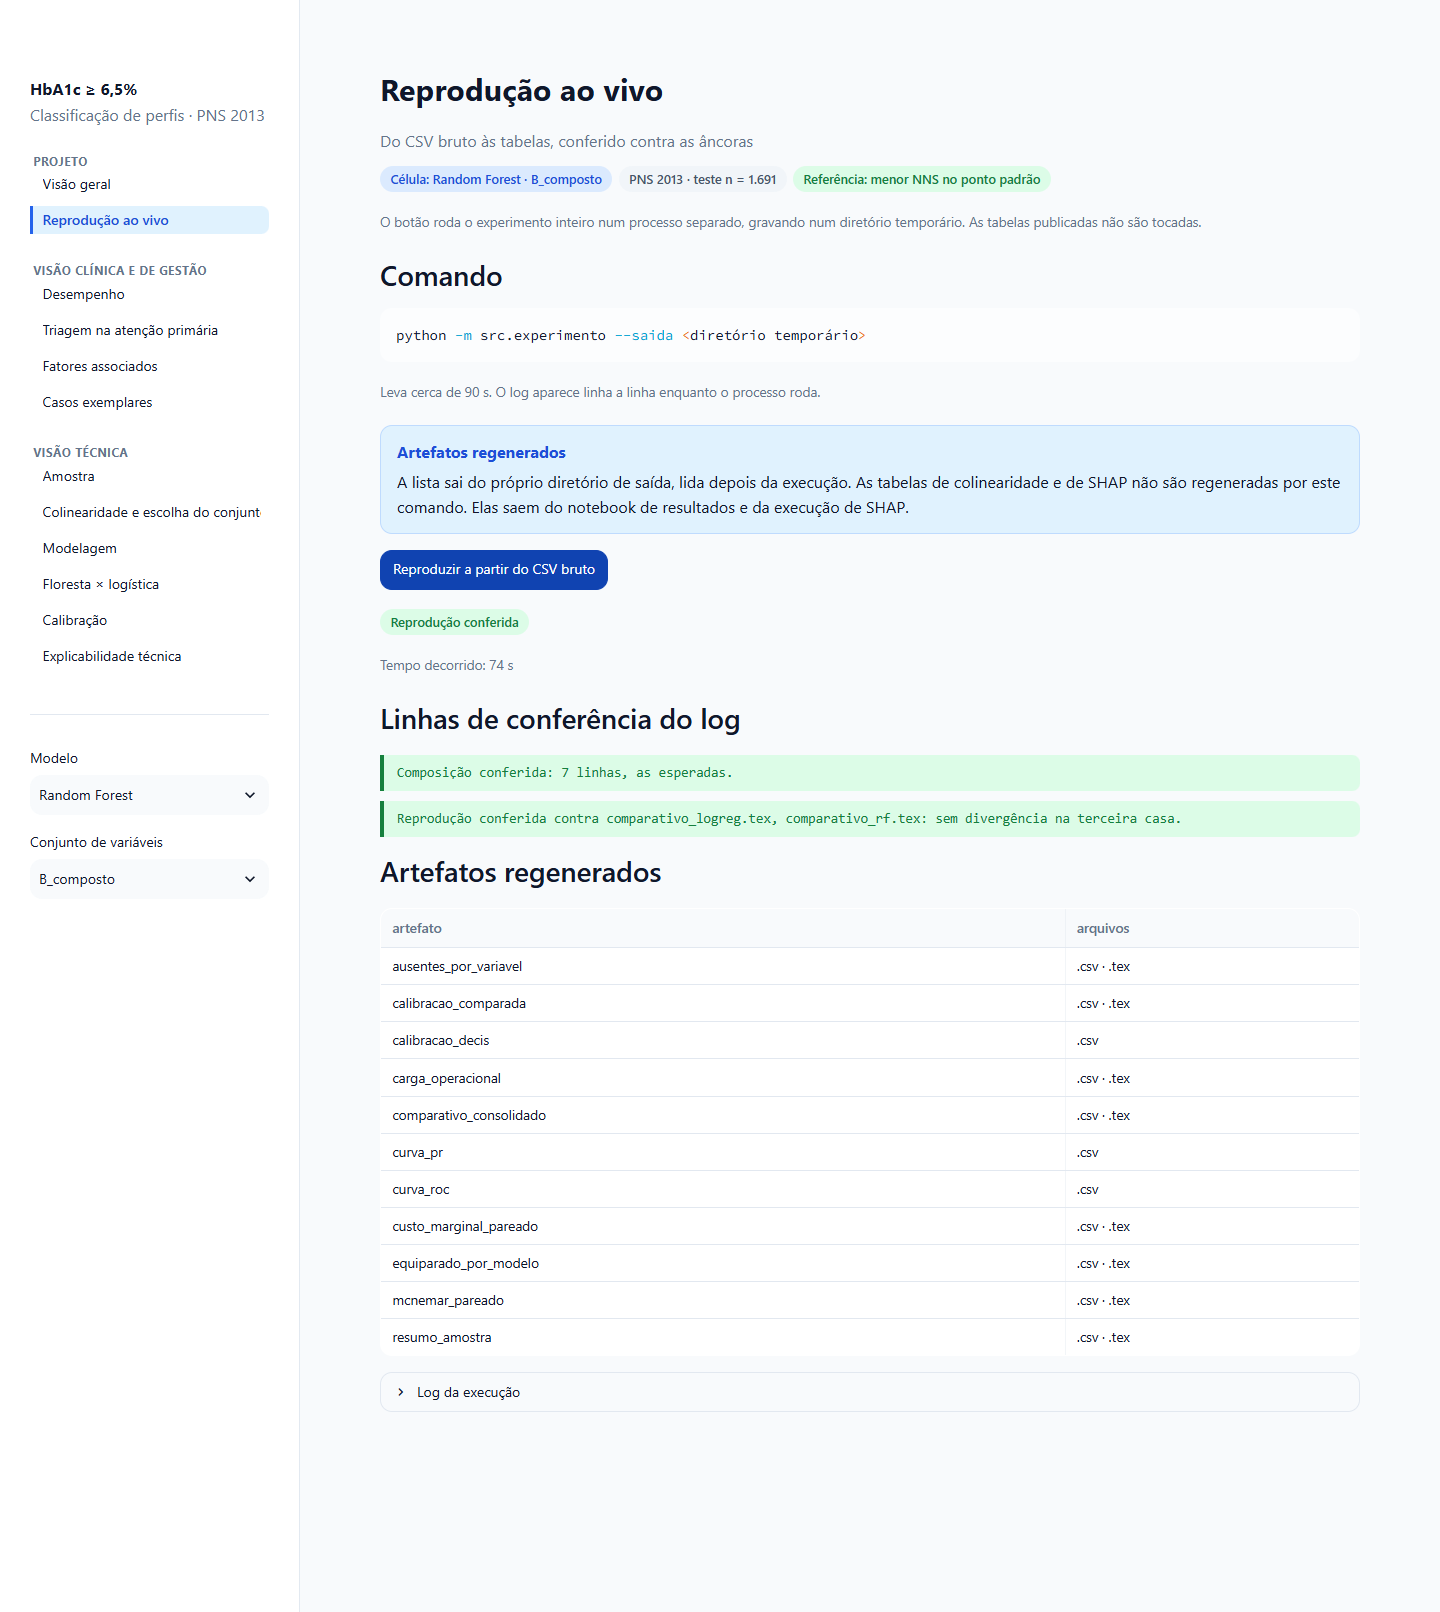 HbA1c ≥ 6,5%
Classificação de perfis · PNS 2013
PROJETO
Visão geral
Reprodução ao vivo
VISÃO CLÍNICA E DE GESTÃO
Desempenho
Triagem na atenção primária
Fatores associados
Casos exemplares
VISÃO TÉCNICA
Amostra
Colinearidade e escolha do conjunt
Modelagem
Floresta × logística
Calibração
Explicabilidade técnica
Modelo
Random Forest
Conjunto de variáveis
B_composto
Reprodução ao vivo
Do CSV bruto às tabelas, conferido contra as âncoras
Célula: Random Forest · B_composto
PNS 2013 · teste n = 1.691
Referência: menor NNS no ponto padrão
O botão roda o experimento inteiro num processo separado, gravando num diretório temporário. As tabelas publicadas não são tocadas.
Comando
python -m src.experimento --saida <diretório temporário>
Leva cerca de 90 s. O log aparece linha a linha enquanto o processo roda.
Artefatos regenerados
A lista sai do próprio diretório de saída, lida depois da execução. As tabelas de colinearidade e de SHAP não são regeneradas por este
comando. Elas saem do notebook de resultados e da execução de SHAP.
Reproduzir a partir do CSV bruto
Reprodução conferida
Tempo decorrido: 74 s
Linhas de conferência do log
Composição conferida: 7 linhas, as esperadas.
Reprodução conferida contra comparativo_logreg.tex, comparativo_rf.tex: sem divergência na terceira casa.
Artefatos regenerados
artefato arquivos
ausentes_por_variavel .csv · .tex
calibracao_comparada .csv · .tex
calibracao_decis .csv
carga_operacional .csv · .tex
comparativo_consolidado .csv · .tex
curva_pr .csv
curva_roc .csv
custo_marginal_pareado .csv · .tex
equiparado_por_modelo .csv · .tex
mcnemar_pareado .csv · .tex
resumo_amostra .csv · .tex
Log da execução